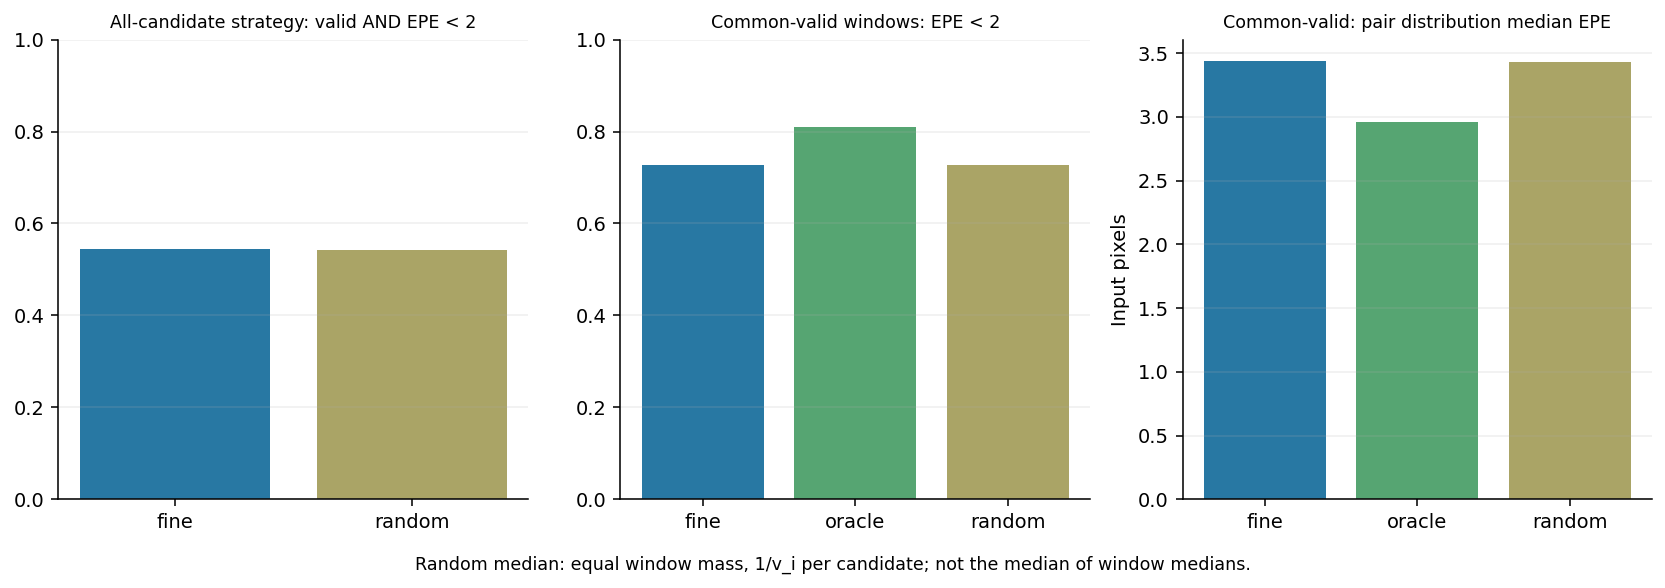 All-candidate strategy: valid AND EPE < 2
1.0
0.8
0.6
0.4
0.2
0.0
fine
random
Common-valid windows: EPE < 2
1.0
0.8
0.6
0.4
0.2
0.0
fine
oracle
random
Common-valid: pair distribution median EPE
Input pixels
3.5
3.0
2.5
2.0
1.5
1.0
0.5
0.0
fine
oracle
random
Random median: equal window mass, 1/v_i per candidate; not the median of window medians.